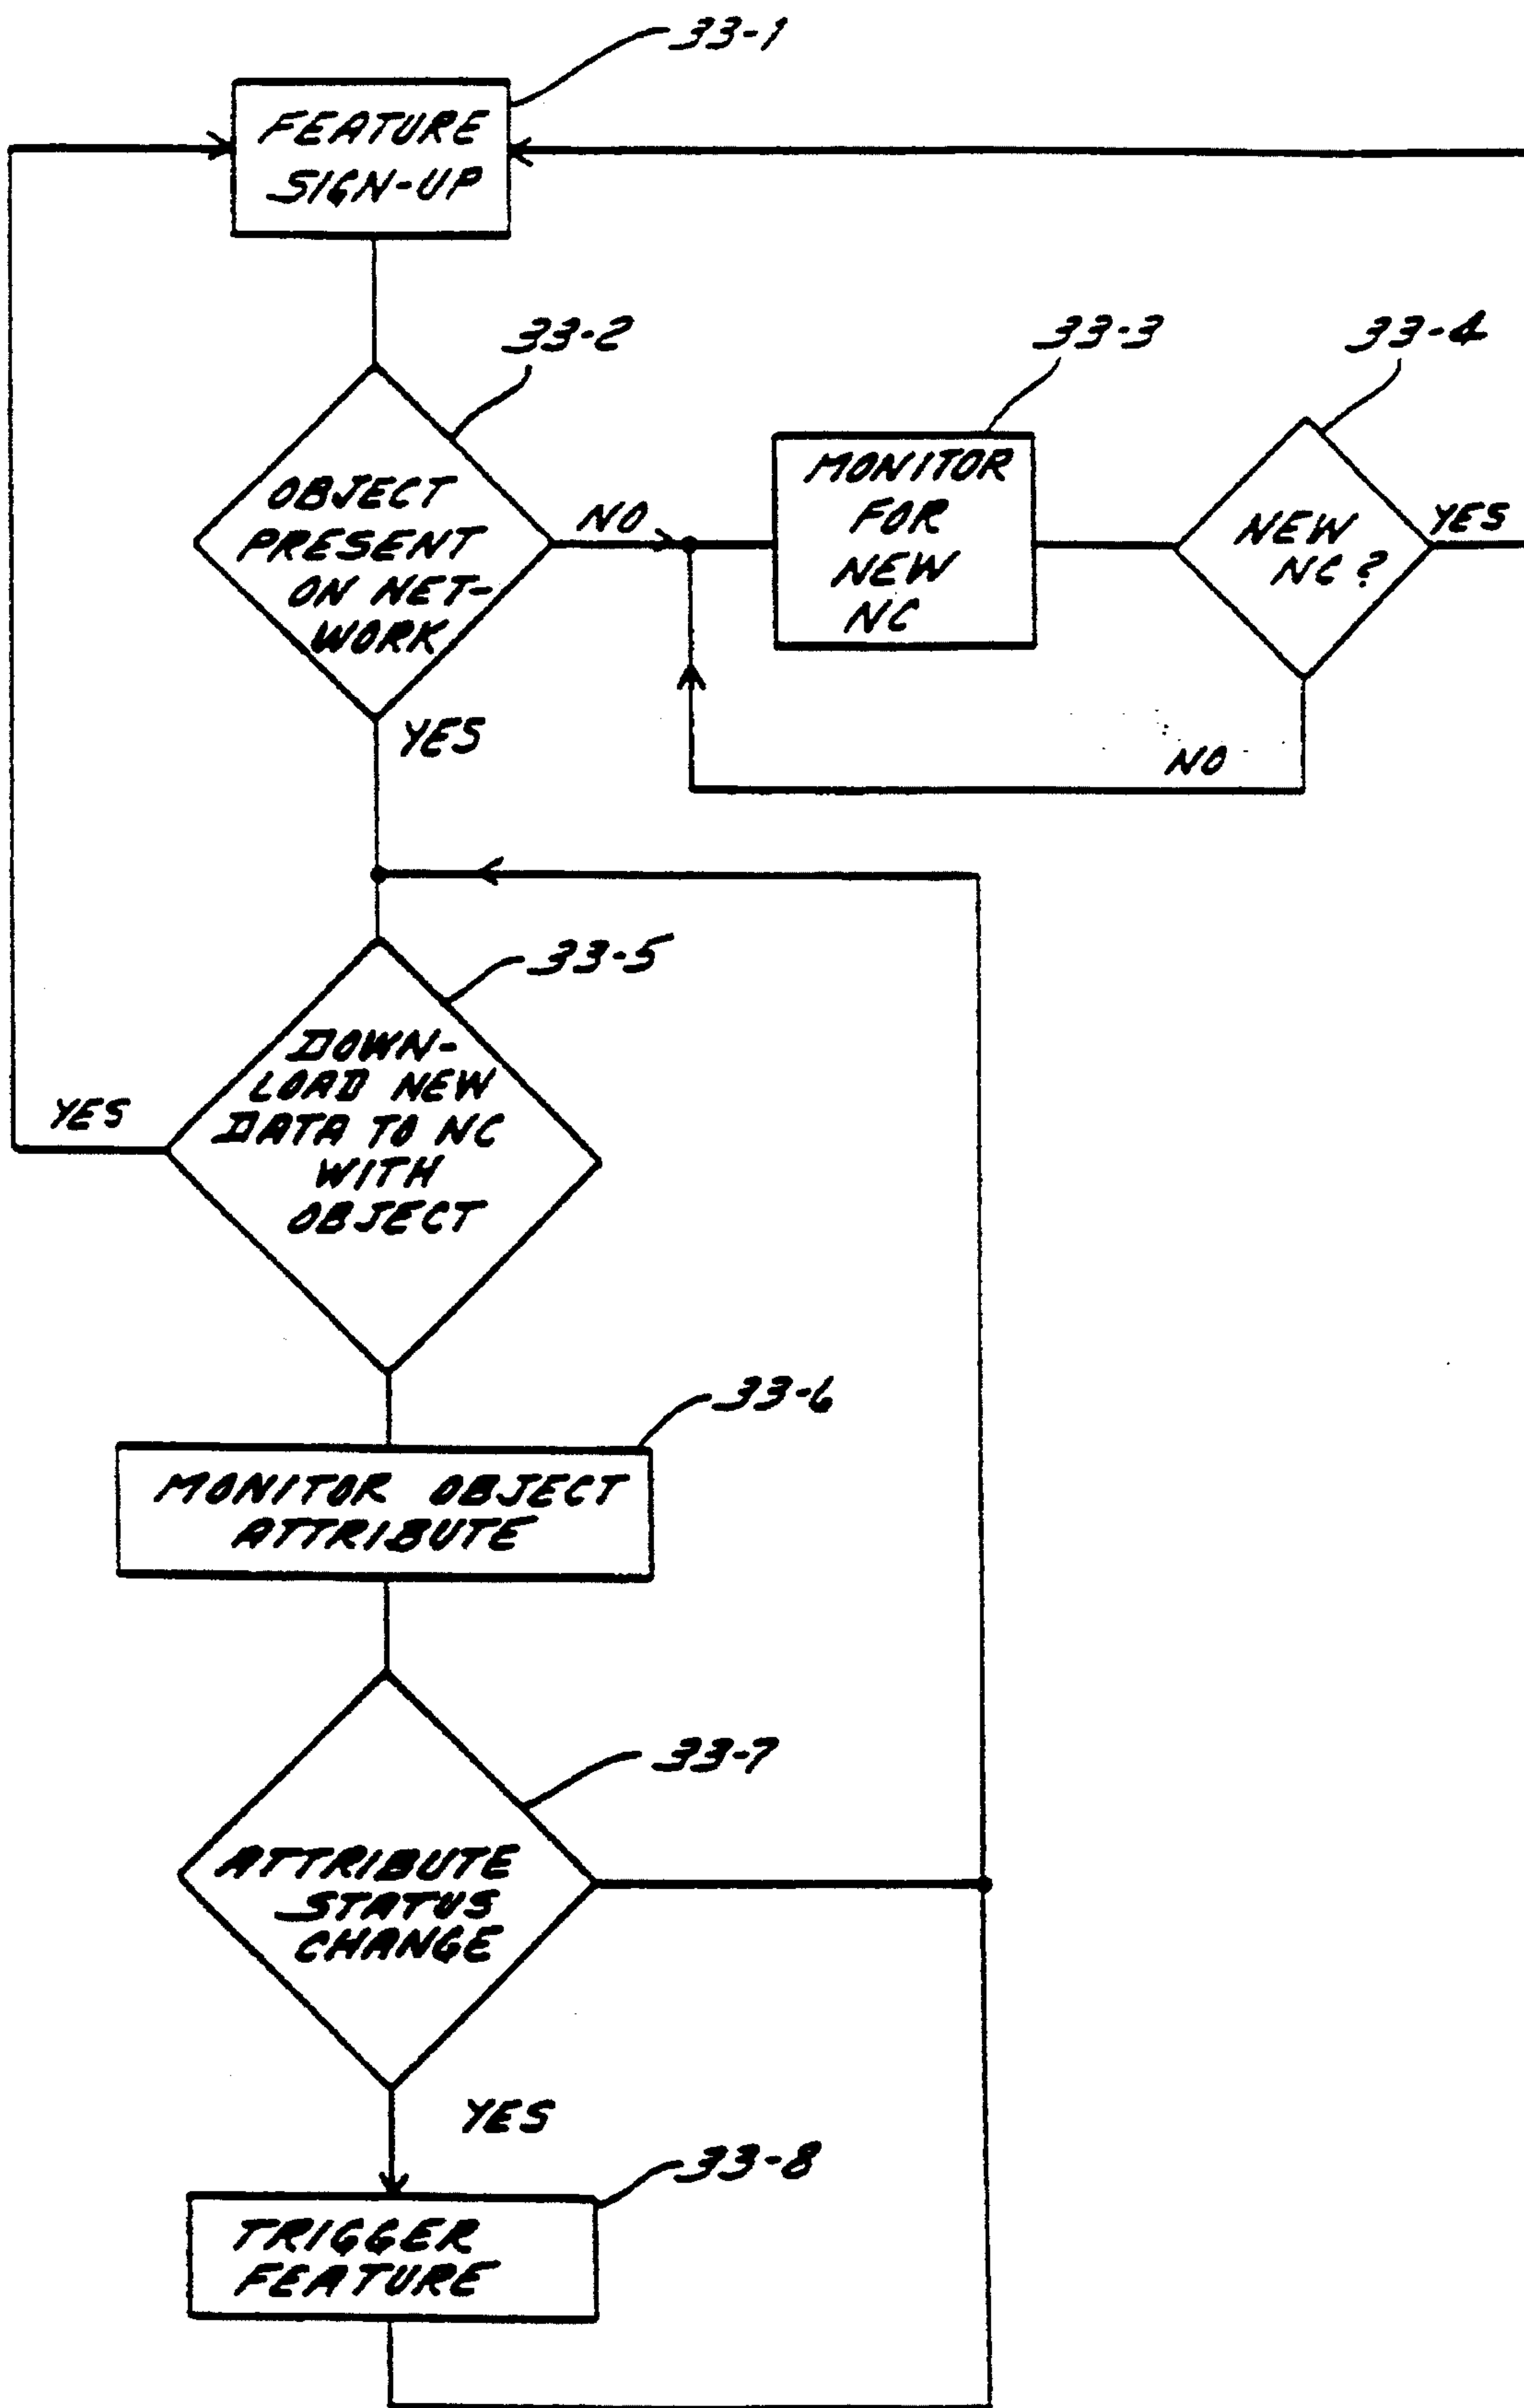 33-1
FEATURE
SIGN-UP
33-2
33-3
33-4
OBJECT
PRESENT
ON NET-
WORK
NO
MONITOR
FOR
NEW
NC
NEW
NC?
YES
YES
NO
33-5
DOWN-
LOAD NEW
DATA TO NC
WITH
OBJECT
YES
33-6
MONITOR OBJECT
ATTRIBUTE
33-7
ATTRIBUTE
STATUS
CHANGE
YES
33-8
TRIGGER
FEATURE